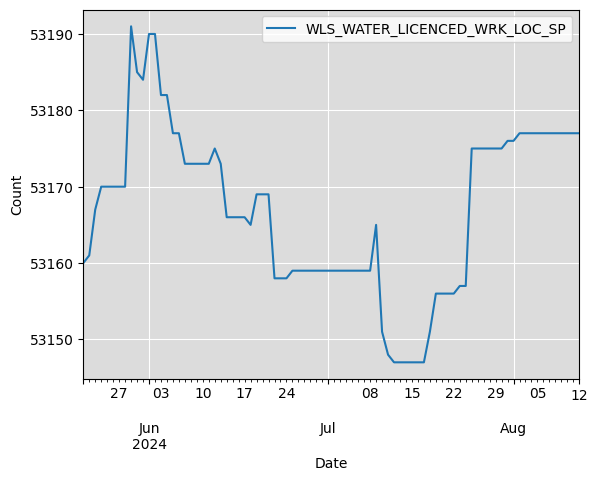 WLS_WATER_LICENCED_WRK_LOC_SP
53190
53180
53170
53160
53150
Count
27 03 10 17 24 08 15 22 29 05 12
Jun Jul Aug
2024
Date